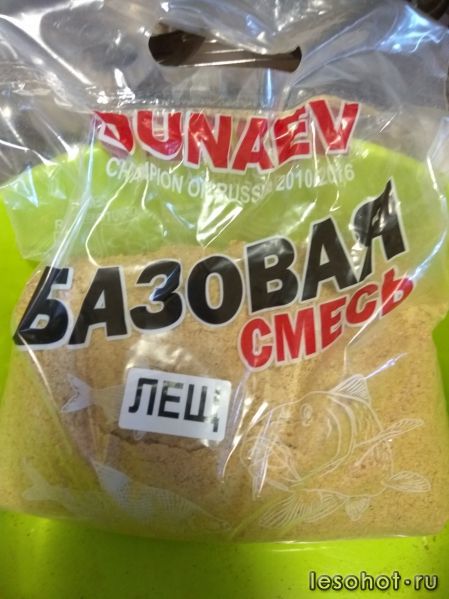 DUNAEV
CHAMPION OF RUSSIA 2010/2016
БАЗОВАЯ
СМЕСЬ
ЛЕЩ
lesohot.ru